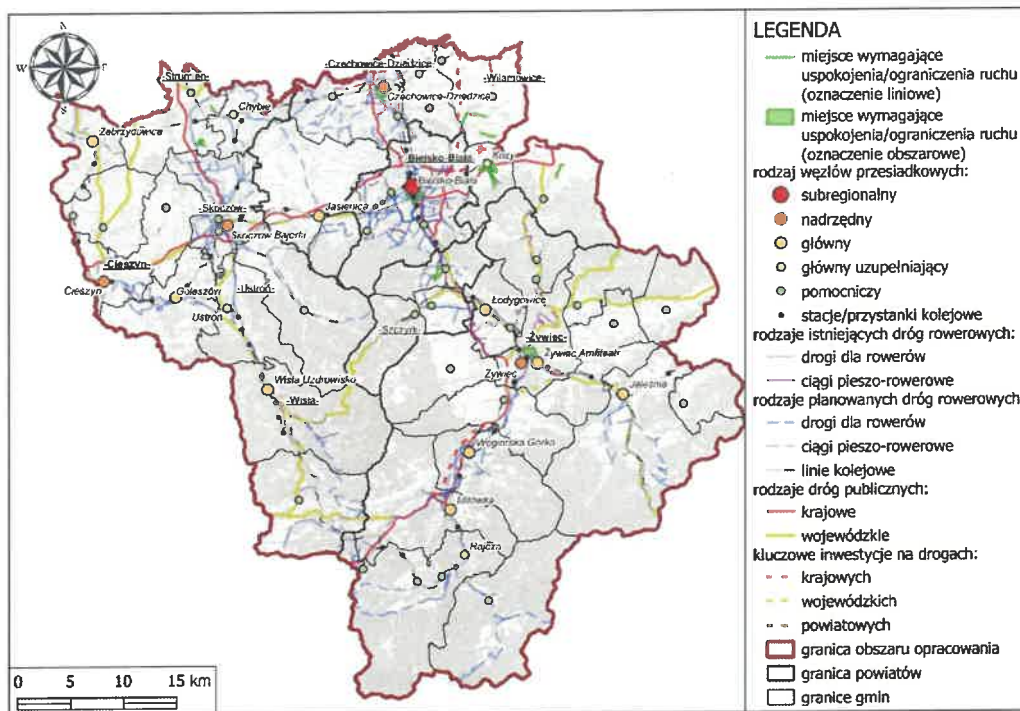 N
W
S
-Strumień-
-Czechowice-Dziedzice-
-Wilamowice-
Czechowice-Dziedzice
Chybie
Zebrzydowice
Kozy
-Bielsko-Biała-
Bielsko-Biała
Jasienica
-Skoczów-
Skoczów Bajerki
-Cieszyn-
Cieszyn
Goleszów
-Ustroń-
Ustroń
Łodygowice
-Szczyrk-
-Żywiec-
Żywiec Amfiteatr
Żywiec
Jeleśnia
Wisła Uzdrowisko
-Wisła-
Węgierska Górka
Milówka
Rajcza
0 5 10 15 km
LEGENDA
miejsce wymagające
uspokojenia/ograniczenia ruchu
(oznaczenie liniowe)
miejsce wymagające
uspokojenia/ograniczenia ruchu
(oznaczenie obszarowe)
rodzaj węzłów przesiadkowych:
subregionalny
nadrzędny
główny
główny uzupełniający
pomocniczy
stacje/przystanki kolejowe
rodzaje istniejących dróg rowerowych:
drogi dla rowerów
ciągi pieszo-rowerowe
rodzaje planowanych dróg rowerowych
drogi dla rowerów
ciągi pieszo-rowerowe
linie kolejowe
rodzaje dróg publicznych:
krajowe
wojewódzkie
kluczowe inwestycje na drogach:
krajowych
wojewódzkich
powiatowych
granica obszaru opracowania
granica powiatów
granice gmin